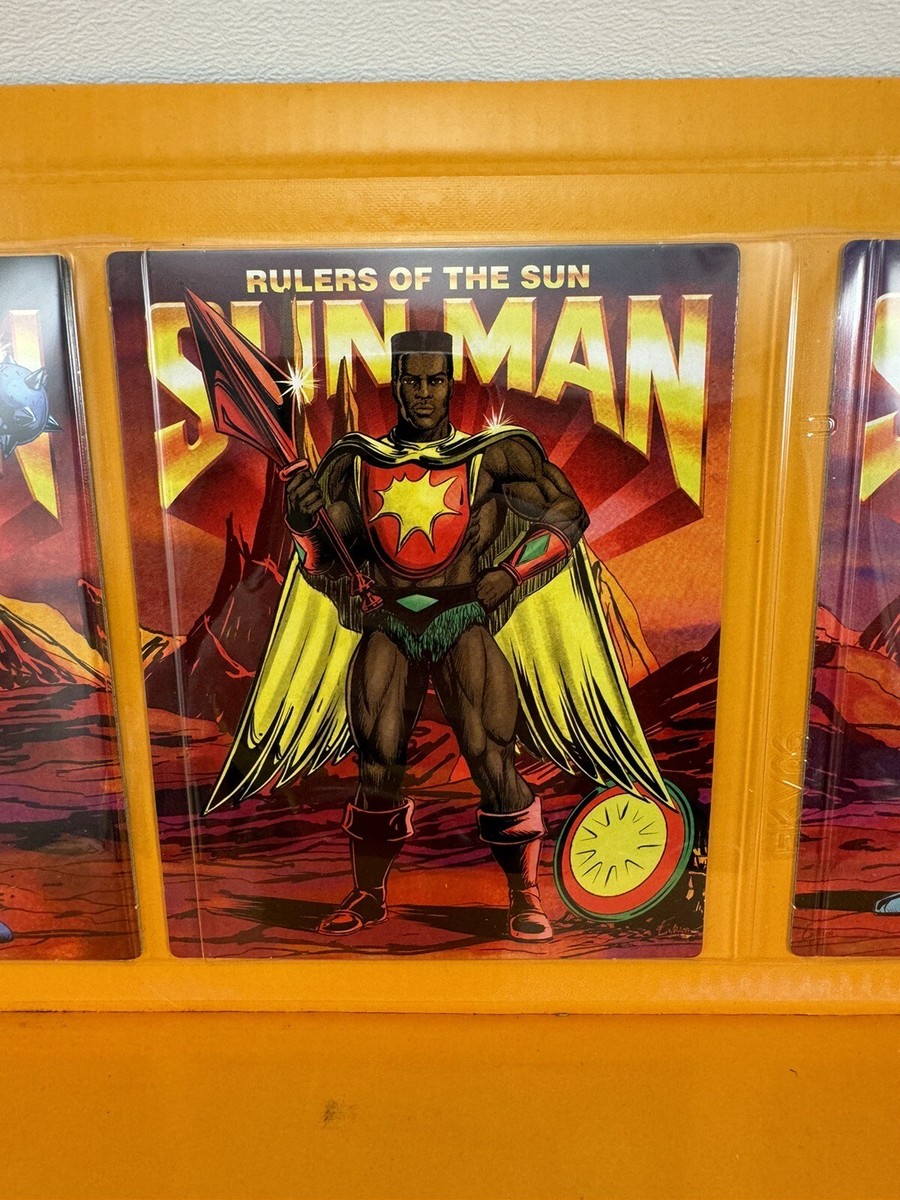 RULERS OF THE SUN
SUN-MAN